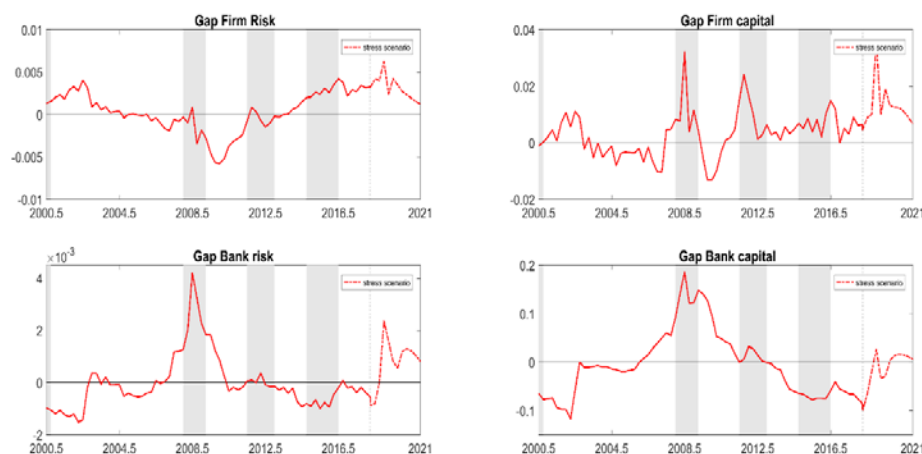 Gap Firm Risk
0.01
0.005
0
-0.005
-0.01
2000.5 2004.5 2008.5 2012.5 2016.5 2021
stress scenario
Gap Firm capital
0.04
0.02
0
-0.02
2000.5 2004.5 2008.5 2012.5 2016.5 2021
stress scenario
Gap Bank risk
×10⁻³
4
2
0
-2
2000.5 2004.5 2008.5 2012.5 2016.5 2021
stress scenario
Gap Bank capital
0.2
0.1
0
-0.1
2000.5 2004.5 2008.5 2012.5 2016.5 2021
stress scenario